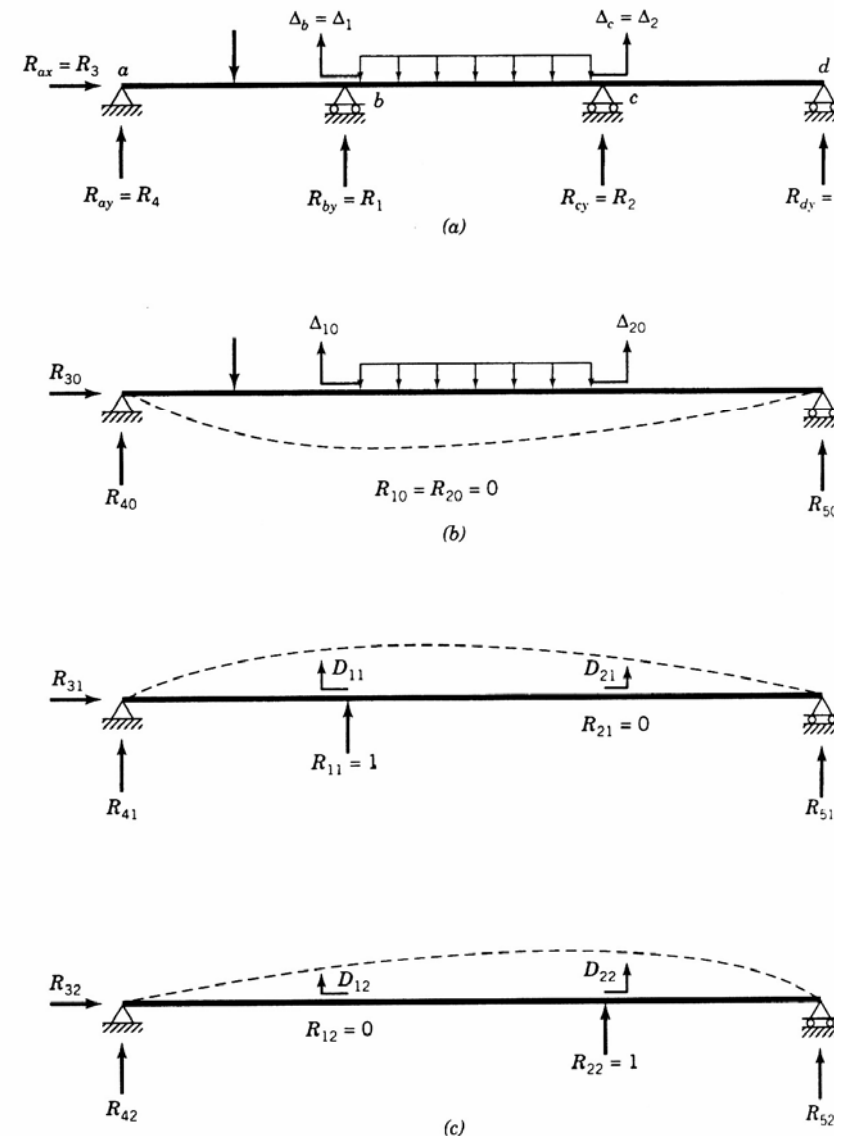 Δb = Δ1
Δc = Δ2
Rax = R3
a
b
c
d
Ray = R4
Rby = R1
Rcy = R2
Rdy =
(a)
Δ10
Δ20
R30
R40
R10 = R20 = 0
R50
(b)
D11
D21
R31
R21 = 0
R11 = 1
R41
R51
D12
D22
R32
R12 = 0
R22 = 1
R42
R52
(c)